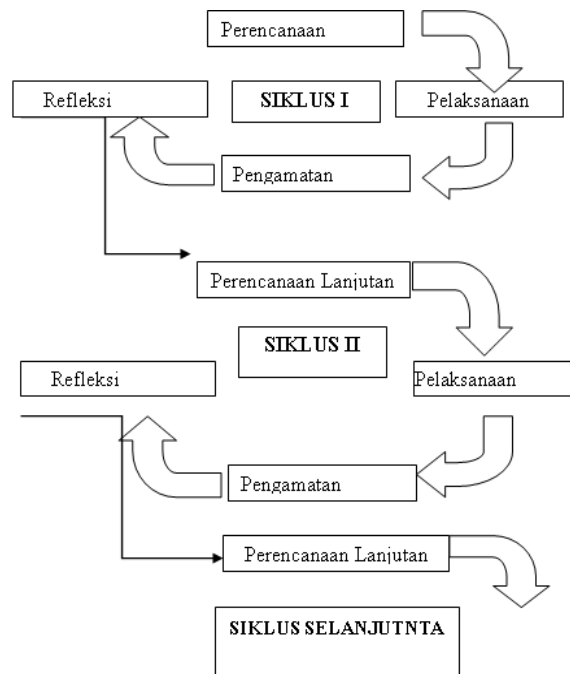 Perencanaan
Refleksi
SIKLUS I
Pelaksanaan
Pengamatan
Perencanaan Lanjutan
SIKLUS II
Refleksi
Pelaksanaan
Pengamatan
Perencanaan Lanjutan
SIKLUS SELANJUTNTA